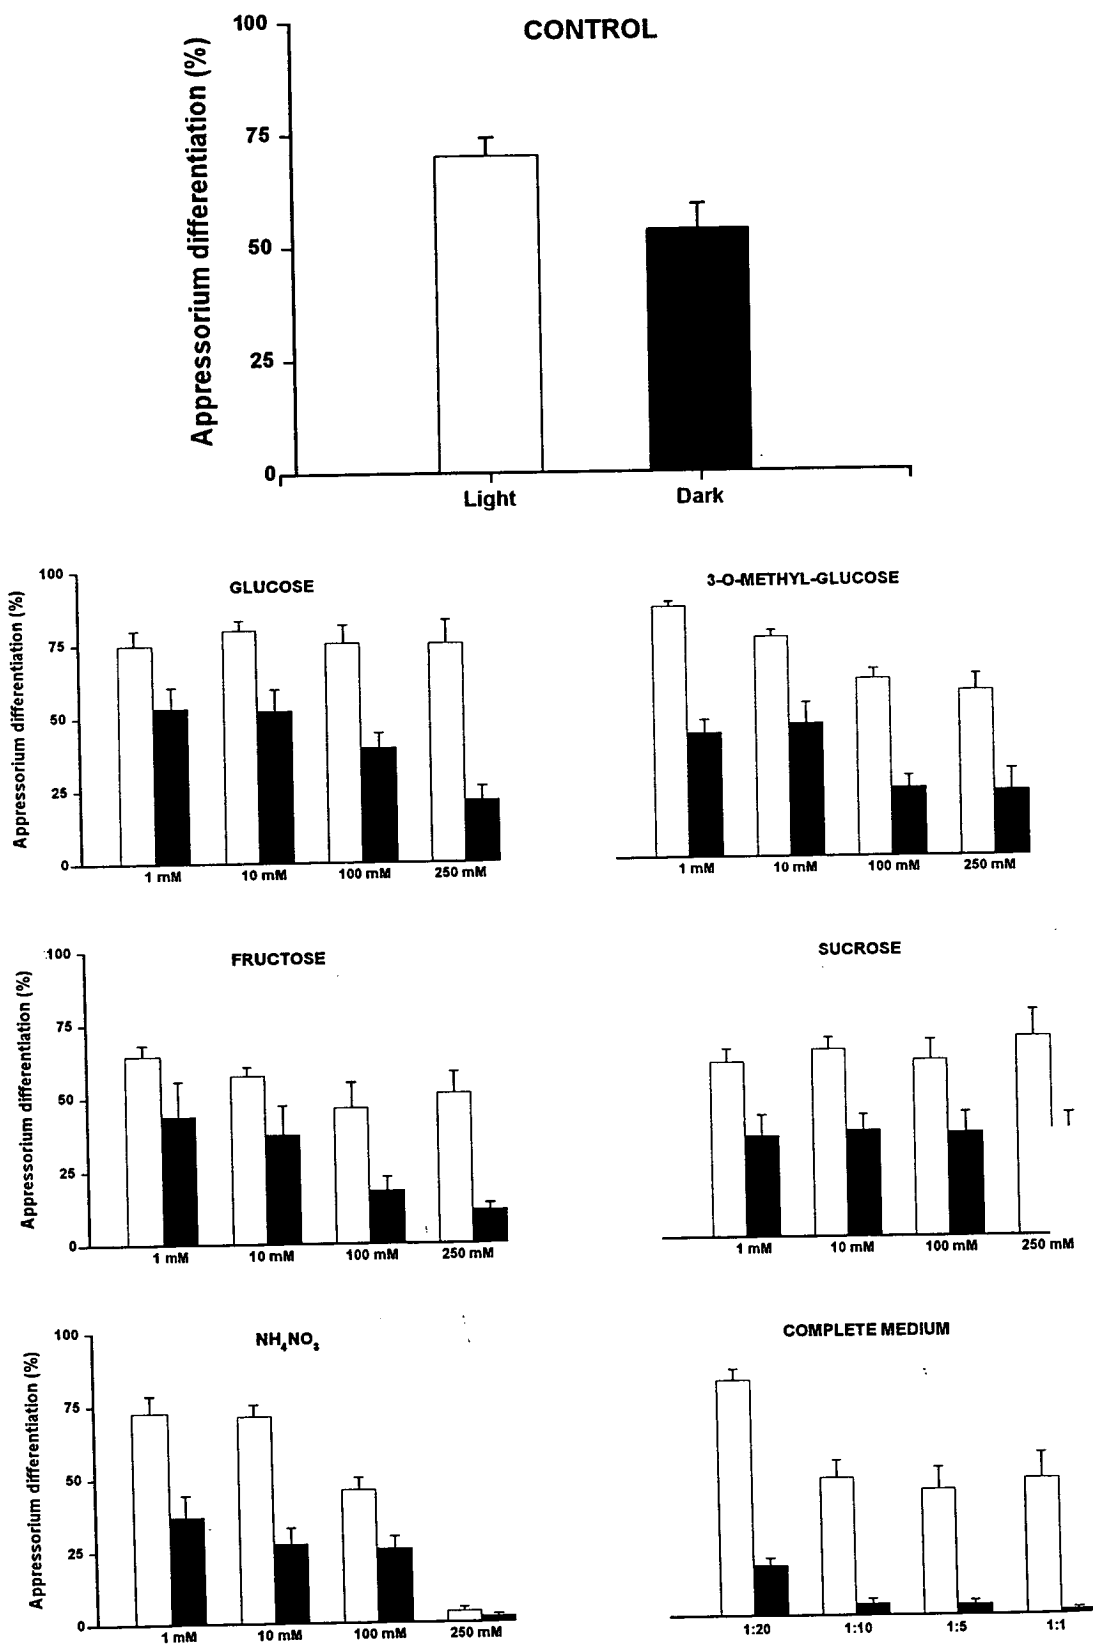 CONTROL
Appressorium differentiation (%)
100
75
50
25
0
Light Dark
GLUCOSE
Appressorium differentiation (%)
100
75
50
25
0
1 mM 10 mM 100 mM 250 mM
3-O-METHYL-GLUCOSE
1 mM 10 mM 100 mM 250 mM
FRUCTOSE
Appressorium differentiation (%)
100
75
50
25
0
1 mM 10 mM 100 mM 250 mM
SUCROSE
1 mM 10 mM 100 mM 250 mM
NH₄NO₃
Appressorium differentiation (%)
100
75
50
25
0
1 mM 10 mM 100 mM 250 mM
COMPLETE MEDIUM
1:20 1:10 1:5 1:1